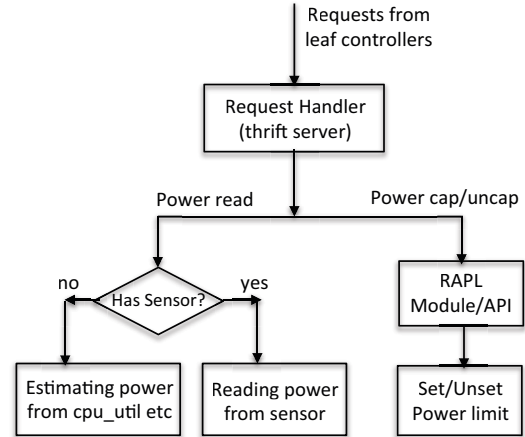 Requests from
leaf controllers
Request Handler
(thrift server)
Power read
Power cap/uncap
no
Has Sensor?
yes
RAPL
Module/API
Estimating power
from cpu_util etc
Reading power
from sensor
Set/Unset
Power limit